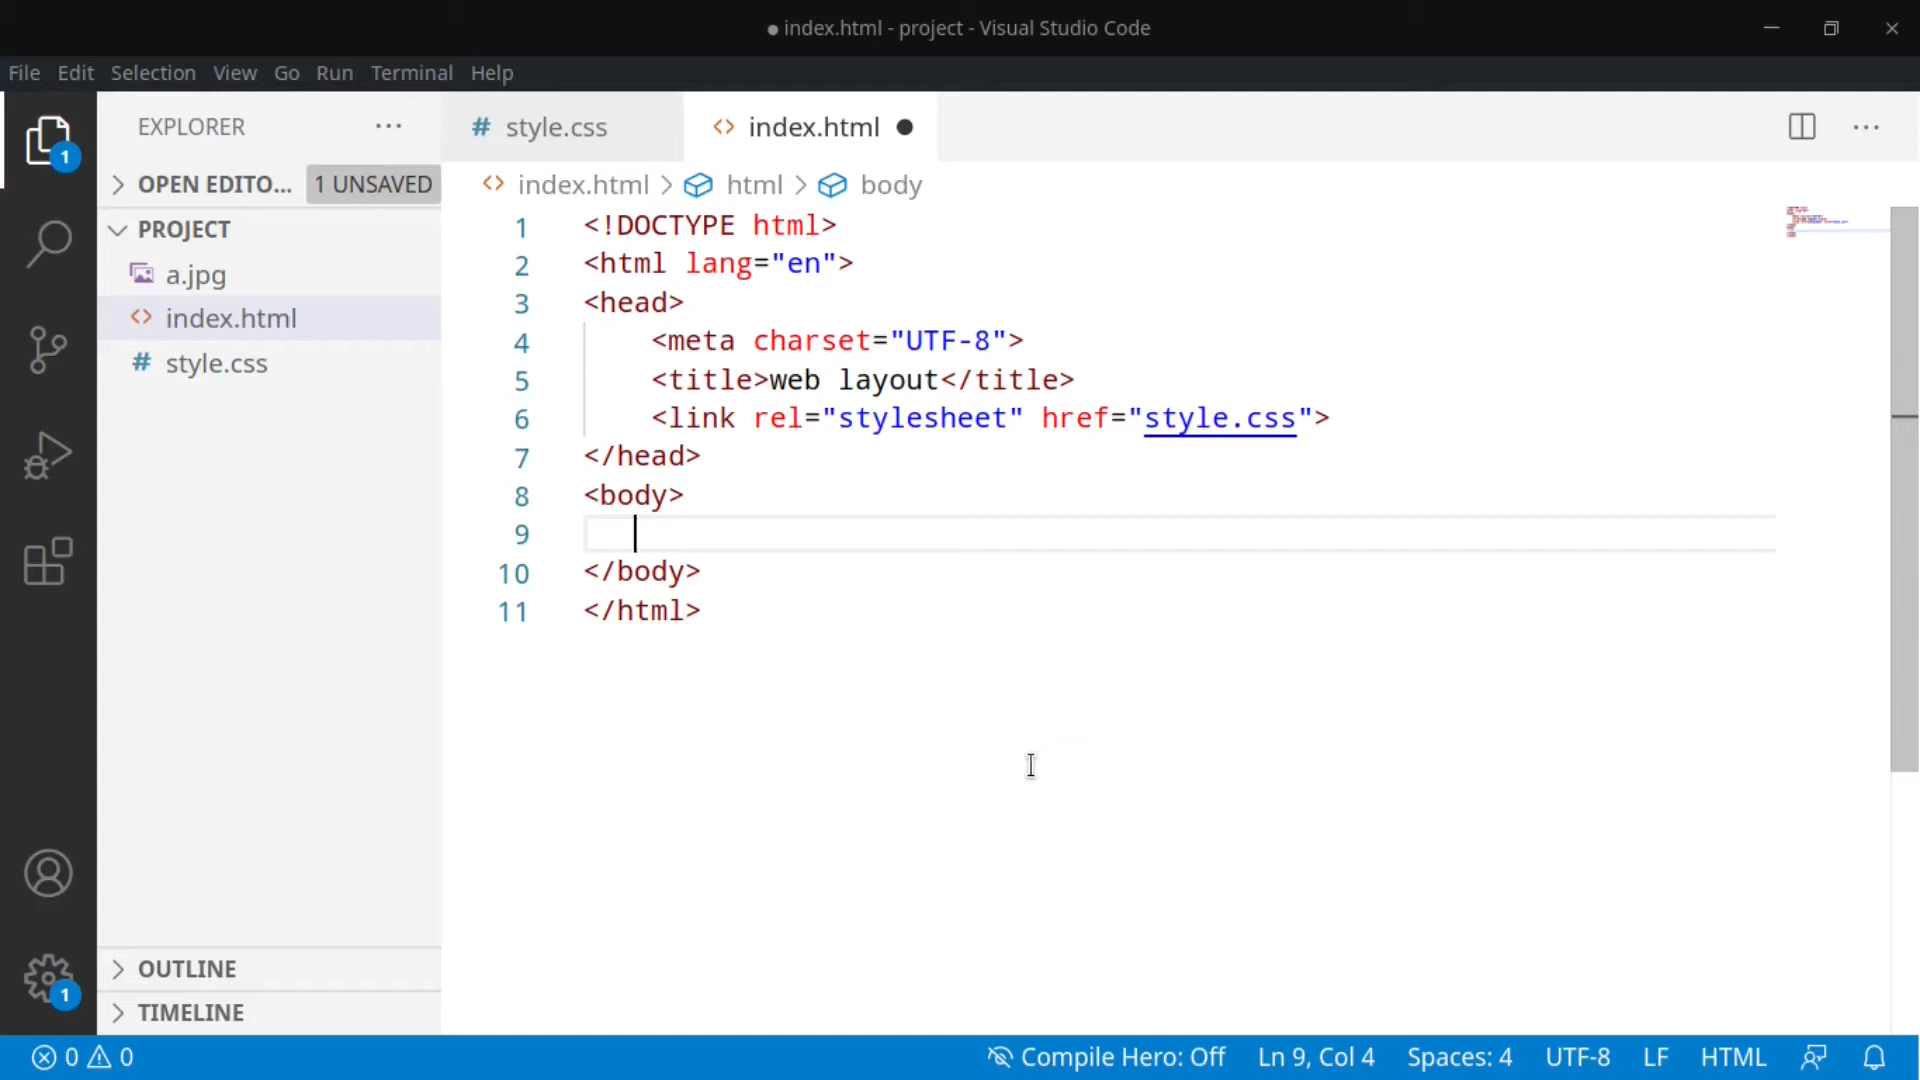 ● index.html - project - Visual Studio Code
File Edit Selection View Go Run Terminal Help
EXPLORER ...
# style.css
<> index.html ●
OPEN EDITO... 1 UNSAVED
<> index.html > html > body
PROJECT
a.jpg
<> index.html
# style.css
1 <!DOCTYPE html>
2 <html lang="en">
3 <head>
4     <meta charset="UTF-8">
5     <title>web layout</title>
6     <link rel="stylesheet" href="style.css">
7 </head>
8 <body>
9
10 </body>
11 </html>
1
1
OUTLINE
TIMELINE
0 0
Compile Hero: Off Ln 9, Col 4 Spaces: 4 UTF-8 LF HTML